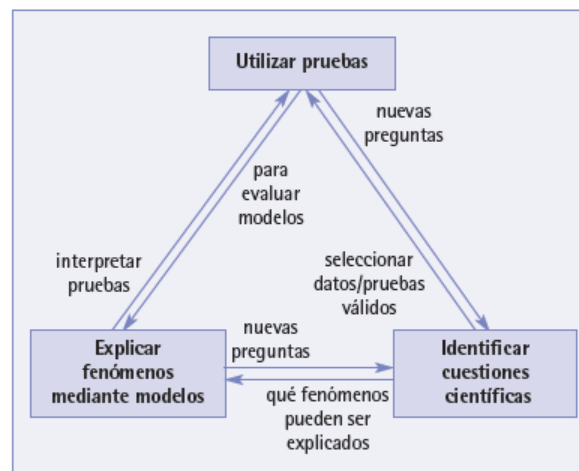 Utilizar pruebas
nuevas
preguntas
para
evaluar
modelos
interpretar
pruebas
seleccionar
datos/pruebas
válidos
Explicar
fenómenos
mediante modelos
nuevas
preguntas
qué fenómenos
pueden ser
explicados
Identificar
cuestiones
científicas